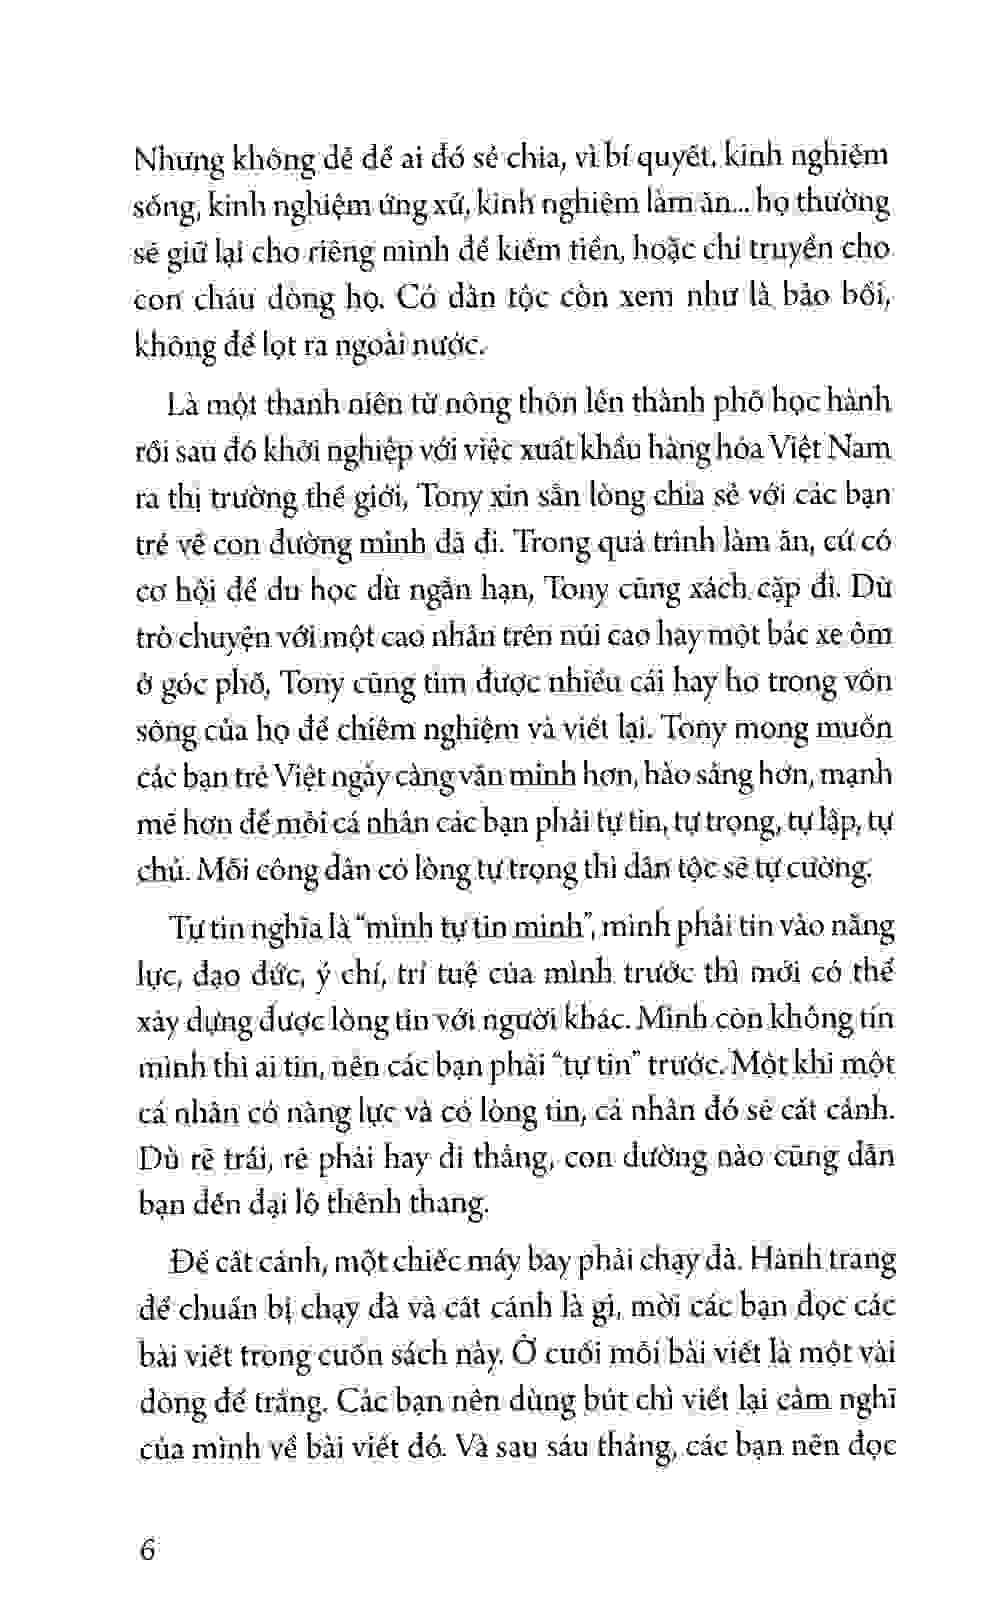 Nhưng không dễ để ai đó sẻ chia, vì bí quyết, kinh nghiệm
sống, kinh nghiệm ứng xử, kinh nghiệm làm ăn... họ thường
sẽ giữ lại cho riêng mình để kiếm tiền, hoặc chỉ truyền cho
con cháu dòng họ. Có dân tộc còn xem như là bảo bối,
không để lọt ra ngoài nước.
Là một thanh niên từ nông thôn lên thành phố học hành
rồi sau đó khởi nghiệp với việc xuất khẩu hàng hóa Việt Nam
ra thị trường thế giới, Tony xin sẵn lòng chia sẻ với các bạn
trẻ về con đường mình đã đi. Trong quá trình làm ăn, cứ có
cơ hội để du học dù ngắn hạn, Tony cũng xách cặp đi. Dù
trò chuyện với một cao nhân trên núi cao hay một bác xe ôm
ở góc phố, Tony cũng tìm được nhiều cái hay ho trong vốn
sống của họ để chiêm nghiệm và viết lại. Tony mong muốn
các bạn trẻ Việt ngày càng văn minh hơn, hào sảng hơn, mạnh
mẽ hơn để mỗi cá nhân các bạn phải tự tin, tự trọng, tự lập, tự
chủ. Mỗi công dân có lòng tự trọng thì dân tộc sẽ tự cường.
Tự tin nghĩa là “mình tự tin mình”, mình phải tin vào năng
lực, đạo đức, ý chí, trí tuệ của mình trước thì mới có thể
xây dựng được lòng tin với người khác. Mình còn không tin
mình thì ai tin, nên các bạn phải “tự tin” trước. Một khi một
cá nhân có năng lực và có lòng tin, cá nhân đó sẽ cất cánh.
Dù rẽ trái, rẽ phải hay đi thẳng, con đường nào cũng dẫn
bạn đến đại lộ thênh thang.
Để cất cánh, một chiếc máy bay phải chạy đà. Hành trang
để chuẩn bị chạy đà và cất cánh là gì, mời các bạn đọc các
bài viết trong cuốn sách này. Ở cuối mỗi bài viết là một vài
dòng để trắng. Các bạn nên dùng bút chì viết lại cảm nghĩ
của mình về bài viết đó. Và sau sáu tháng, các bạn nên đọc
6